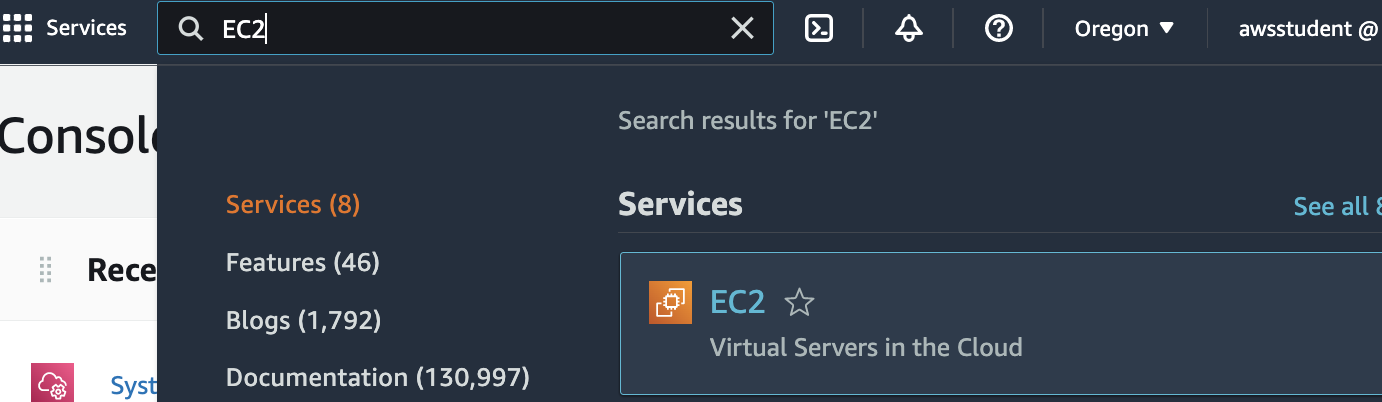 Services EC2 Oregon ▼ awsstudent @
Search results for 'EC2'
Console
Services (8)
Services
See all 8
Features (46)
Rece
EC2
Blogs (1,792)
Virtual Servers in the Cloud
Documentation (130,997)
Syst